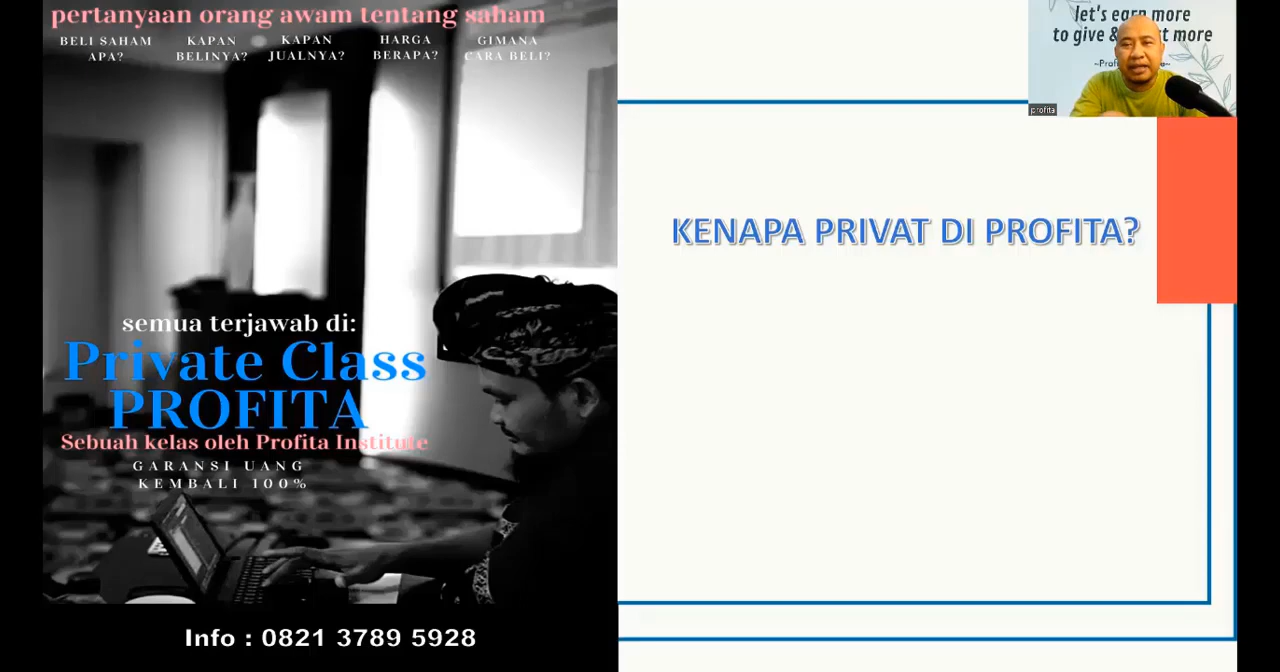 pertanyaan orang awam tentang saham
BELI SAHAM APA?
KAPAN BELINYA?
KAPAN JUALNYA?
HARGA BERAPA?
GIMANA CARA BELI?
semua terjawab di:
Private Class
PROFITA
Sebuah kelas oleh Profita Institute
GARANSI UANG
KEMBALI 100%
Info : 0821 3789 5928
let's earn more
to give & more
profita
KENAPA PRIVAT DI PROFITA?